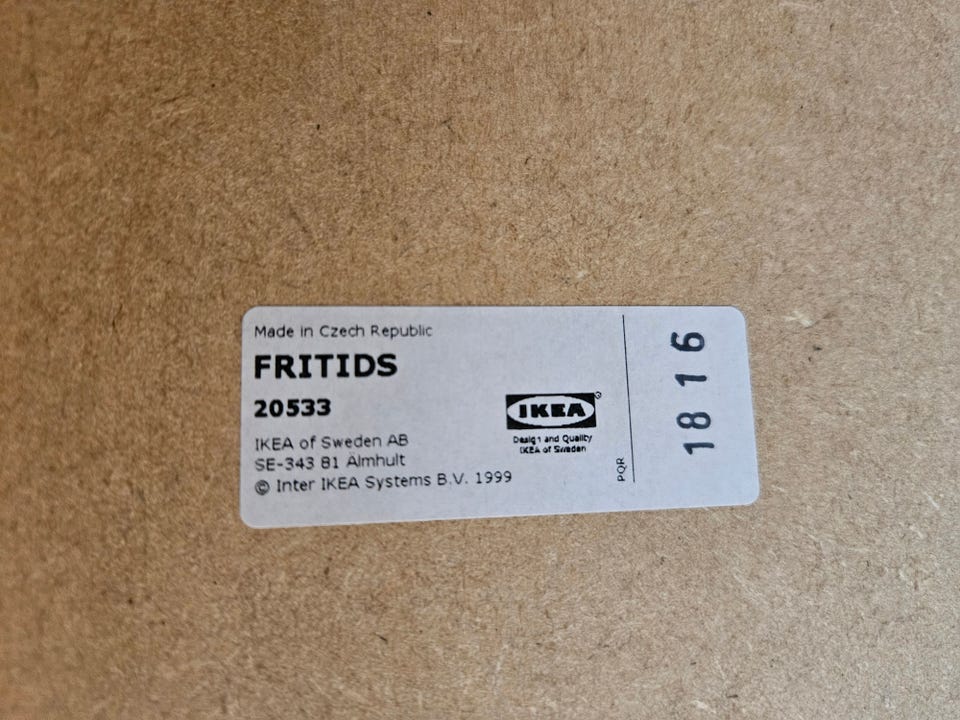 Made in Czech Republic
FRITIDS
20533
IKEA of Sweden AB
SE-343 81 Älmhult
© Inter IKEA Systems B.V. 1999
IKEA®
Design and Quality
IKEA of Sweden
PQR
1816